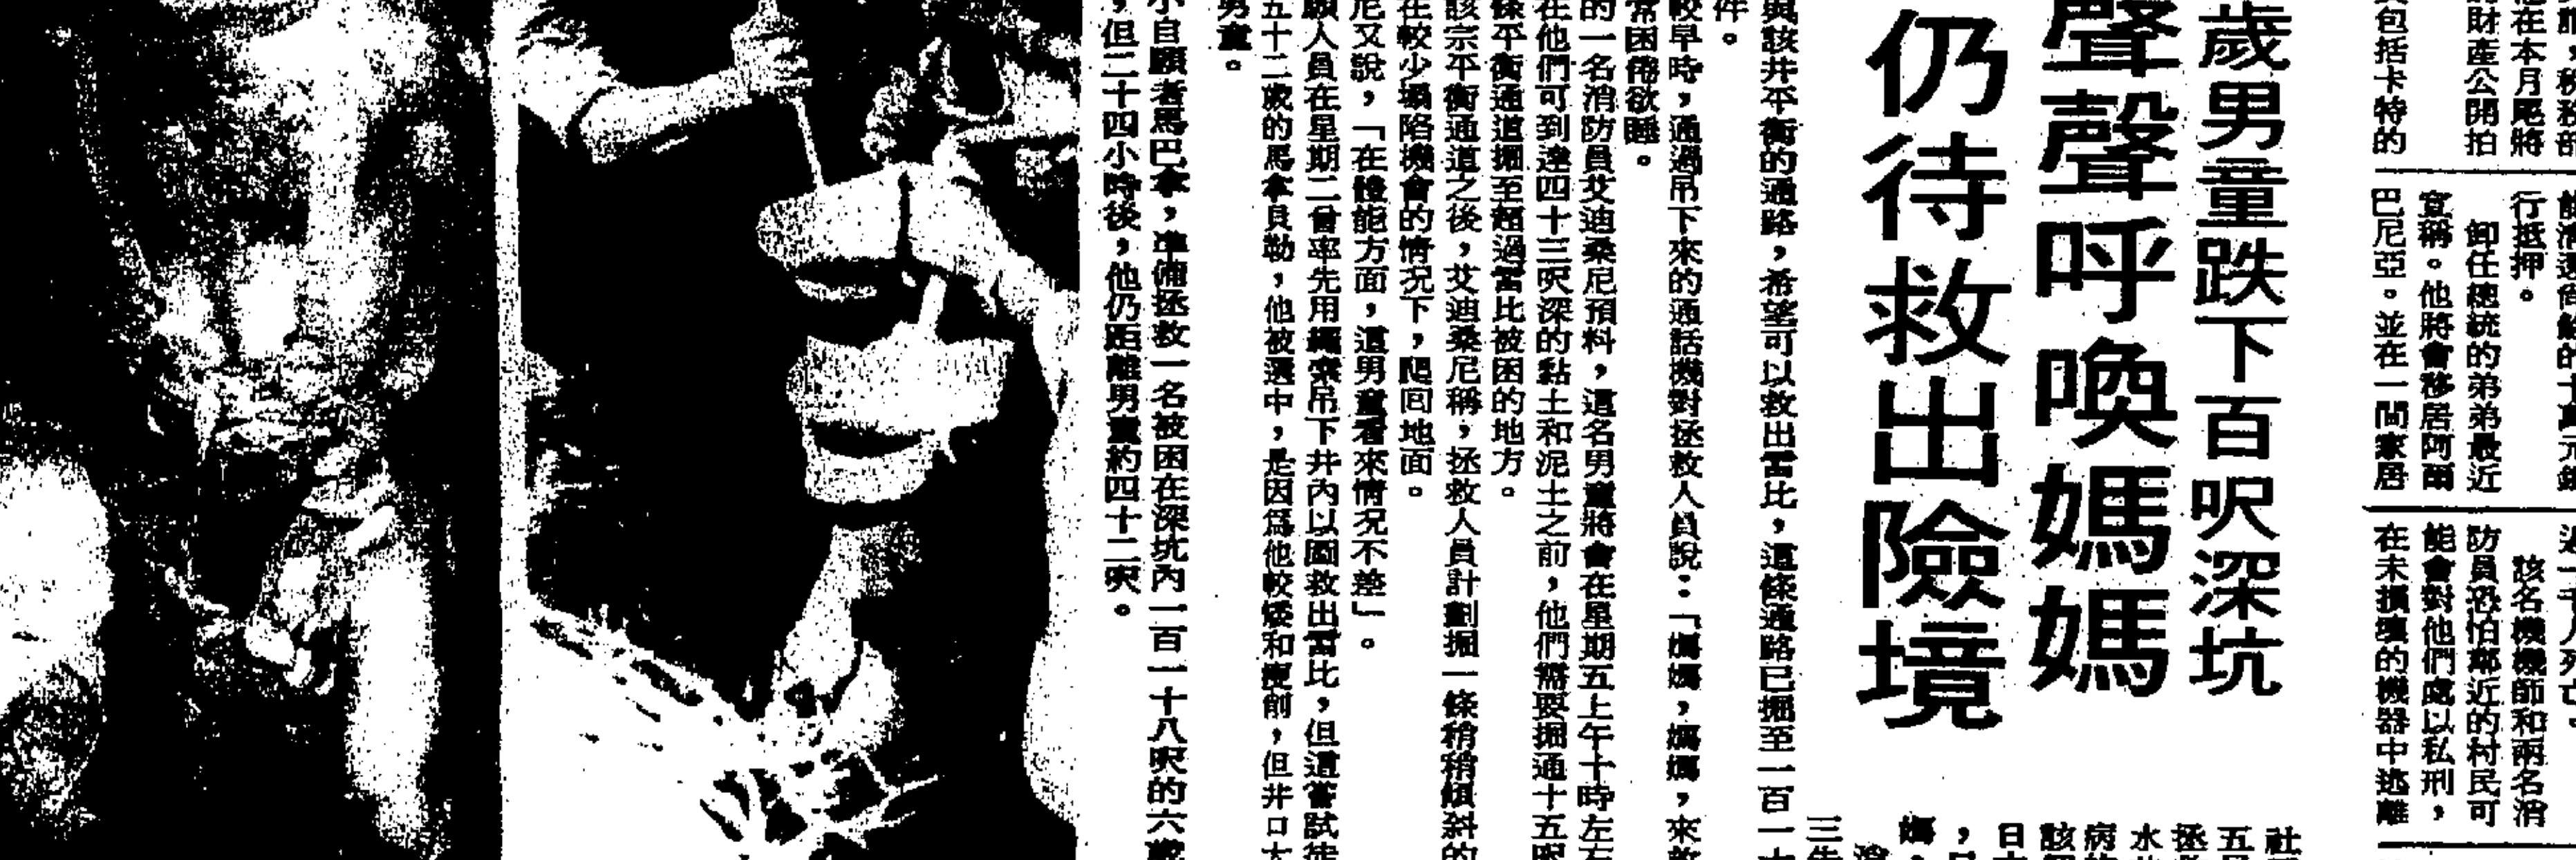 歲男童跌下百呎深坑
聲聲呼喚媽媽
仍待救出險境
在本月尾將
財產公開拍
包括卡特的
行抵押。
卸任總統的弟弟最近
宣稱。他將會移居阿爾
巴尼亞。並在一間家居
該名機機師和兩名消
防員恐怕鄰近的村民可
能會對他們處以私刑，
在未損壞的機器中逃離
與該井平衡的通路，希望可以救出雷比，這條通路已掘至一百一十
件。
較早時，通過吊下來的通話機對拯救人員說：「媽媽，媽媽，來救
常困倦欲睡。
的一名消防員艾迪桑尼預料，這名男童將會在星期五上午十時左右
在他們可到達四十三呎深的黏土和泥土之前，他們需要掘通十五呎
條平衡通道掘至超過雷比被困的地方。
該宗平衡通道之後，艾迪桑尼稱，拯救人員計劃掘一條稍稍傾斜的
在較少塌陷機會的情況下，爬回地面。
尼又說，「在體能方面，這男童看來情況不差」。
願人員在星期二曾率先用繩索吊下井內以圖救出雷比，但這嘗試徒
五十二歲的馬拿貝勒，他被選中，是因爲他較矮和瘦削，但井口太
男童。
小自願者馬巴拿，準備拯救一名被困在深坑內一百一十八呎的六歲
，但二十四小時後，他仍距離男童約四十二呎。